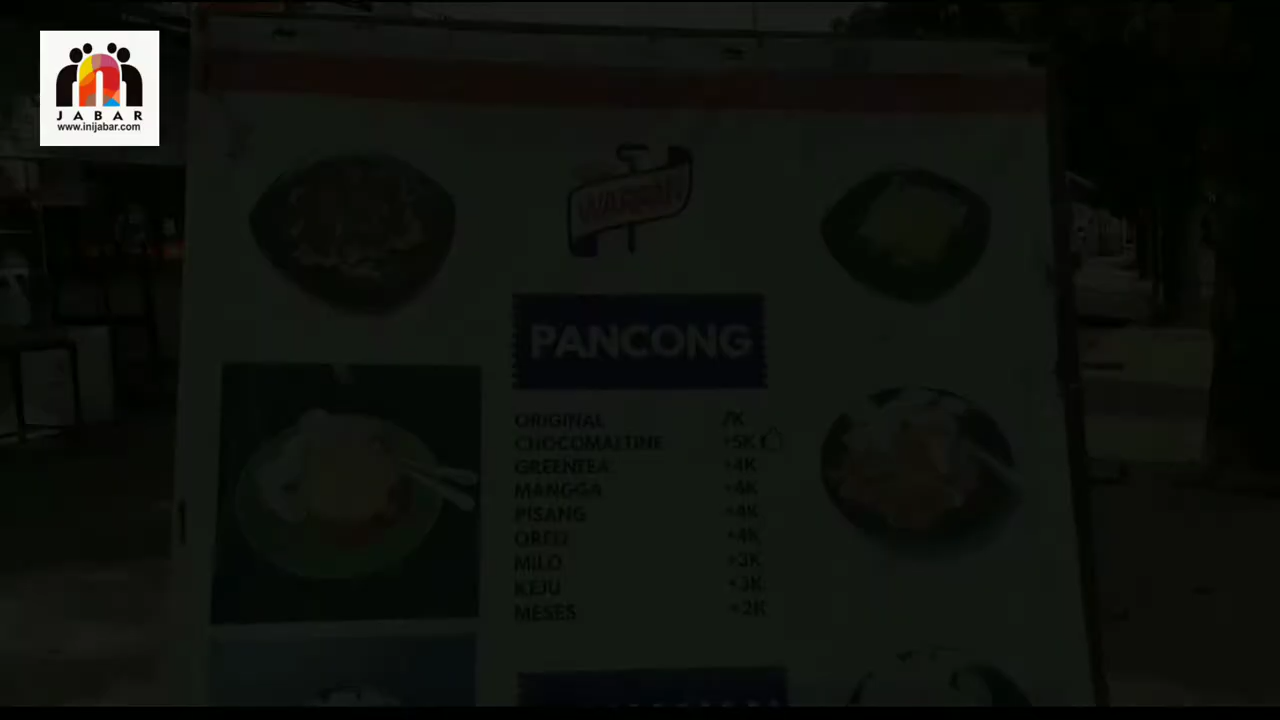 JABAR
www.inijabar.com
PANCONG
ORIGINAL 7K
CHOCOMALTINE +5K
GREENTEA +4K
MANGGA +4K
PISANG +4K
OREO +4K
MILO +3K
KEJU +3K
MESES +2K